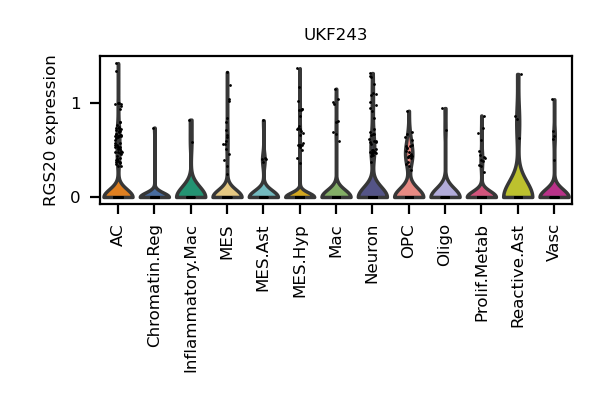 UKF243
RGS20 expression
1
0
AC
Chromatin.Reg
Inflammatory.Mac
MES
MES.Ast
MES.Hyp
Mac
Neuron
OPC
Oligo
Prolif.Metab
Reactive.Ast
Vasc